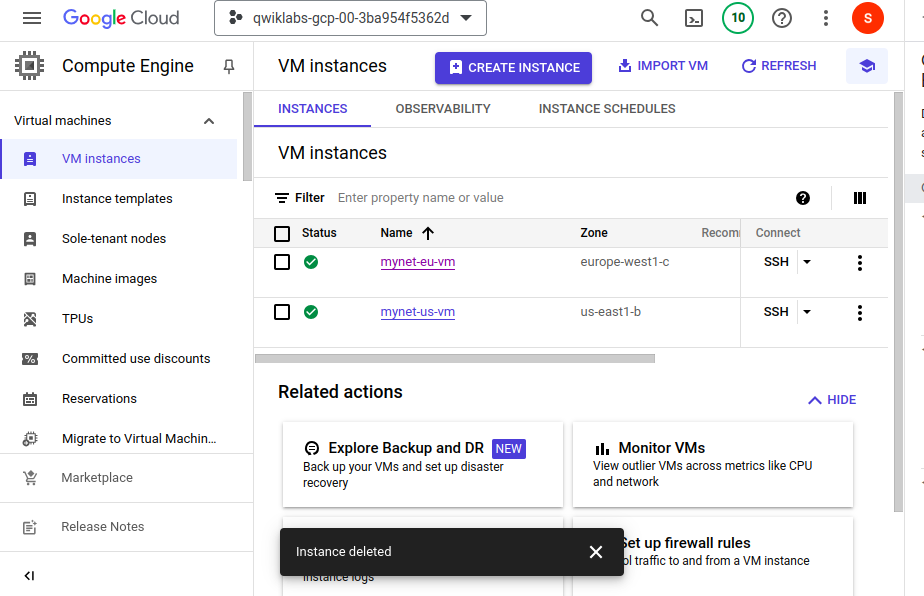 Google Cloud
qwiklabs-gcp-00-3ba954f5362d
10
S
Compute Engine
VM instances
CREATE INSTANCE
IMPORT VM
REFRESH
INSTANCES
OBSERVABILITY
INSTANCE SCHEDULES
Virtual machines
VM instances
Instance templates
Sole-tenant nodes
Machine images
TPUs
Committed use discounts
Reservations
Migrate to Virtual Machin...
Marketplace
Release Notes
VM instances
Filter Enter property name or value
Status Name Zone Recom Connect
mynet-eu-vm europe-west1-c SSH
mynet-us-vm us-east1-b SSH
Related actions
HIDE
Explore Backup and DR NEW
Back up your VMs and set up disaster
recovery
Monitor VMs
View outlier VMs across metrics like CPU
and network
Set up firewall rules
traffic to and from a VM instance
Instance deleted
instance logs